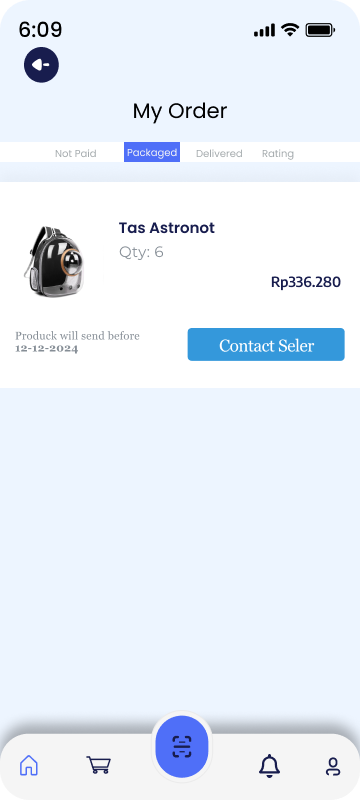 6:09
My Order
Not Paid Packaged Delivered Rating
Tas Astronot
Qty: 6
Rp336.280
Produck will send before
12-12-2024
Contact Seler